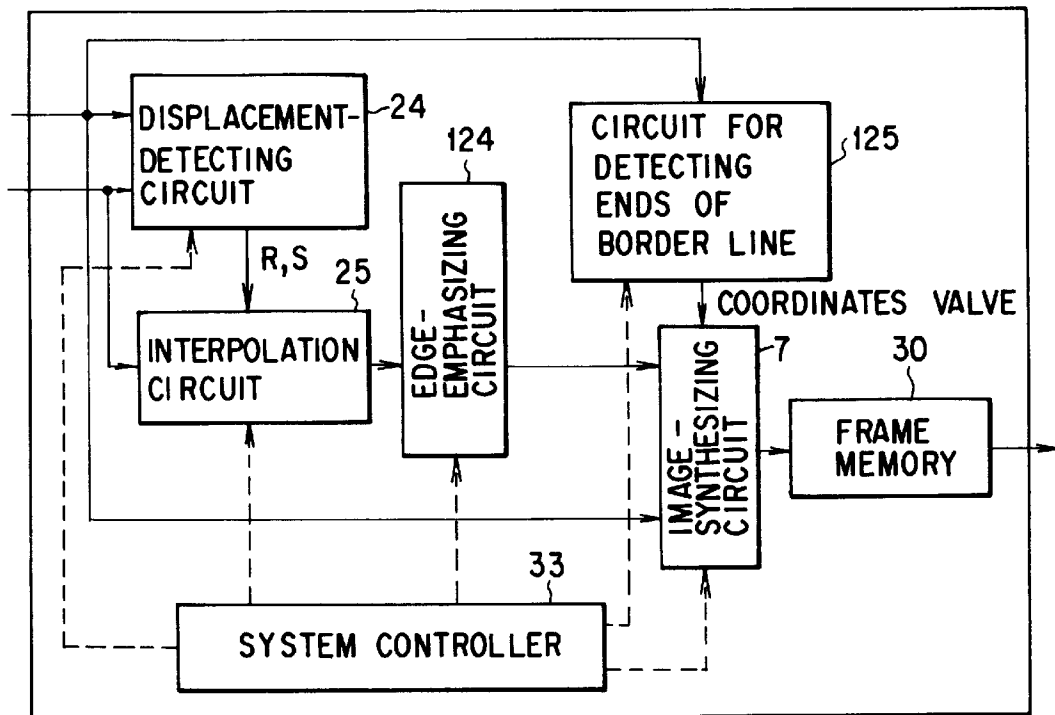 DISPLACEMENT-
DETECTING
CIRCUIT
24
R,S
25
INTERPOLATION
CIRCUIT
124
EDGE-
EMPHASIZING
CIRCUIT
CIRCUIT FOR
DETECTING
ENDS OF
BORDER LINE
125
COORDINATES VALVE
7
IMAGE-
SYNTHESIZING
CIRCUIT
30
FRAME
MEMORY
33
SYSTEM CONTROLLER